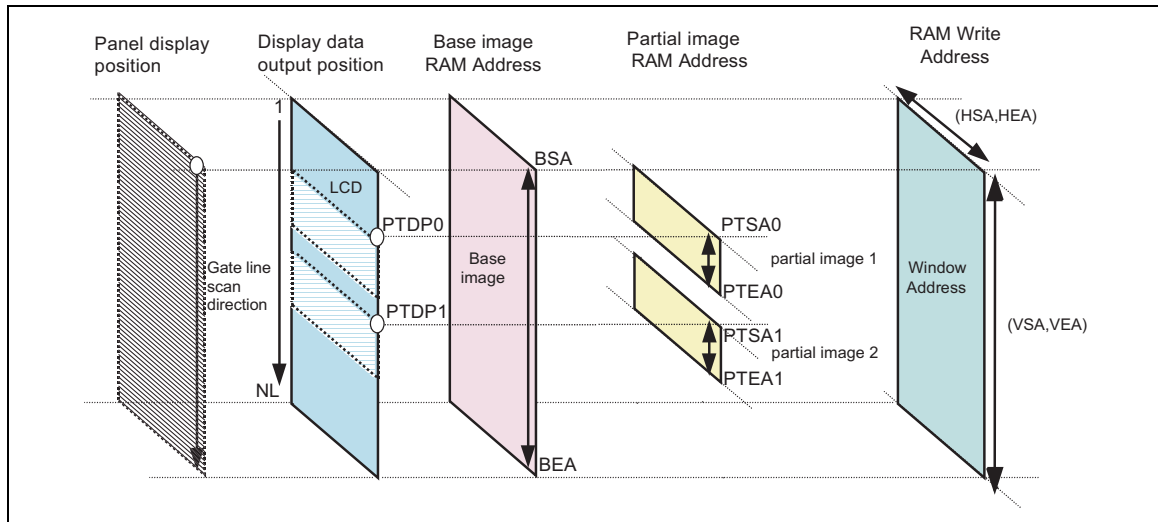 Panel display
position
Display data
output position
Base image
RAM Address
Partial image
RAM Address
RAM Write
Address
1
(HSA,HEA)
BSA
LCD
PTDP0
PTSA0
partial image 1
Gate line
scan
direction
Base
image
Window
Address
PTEA0
PTDP1
PTSA1
(VSA,VEA)
partial image 2
PTEA1
NL
BEA